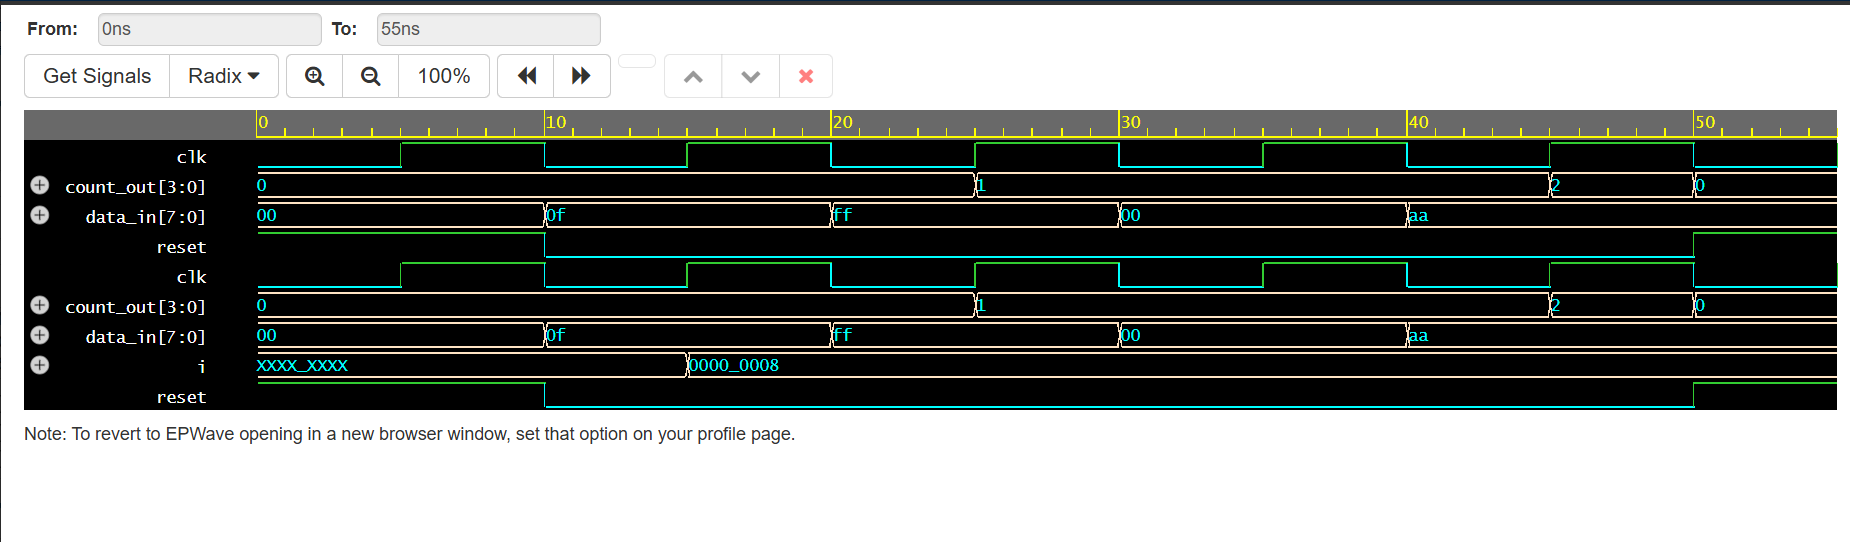 From: 0ns To: 55ns
Get Signals Radix 100%
0 10 20 30 40 50
clk
count_out[3:0] 0 1 2 0
data_in[7:0] 00 0f ff 00 aa
reset
clk
count_out[3:0] 0 1 2 0
data_in[7:0] 00 0f ff 00 aa
i XXXX_XXXX 0000_0008
reset
Note: To revert to EPWave opening in a new browser window, set that option on your profile page.